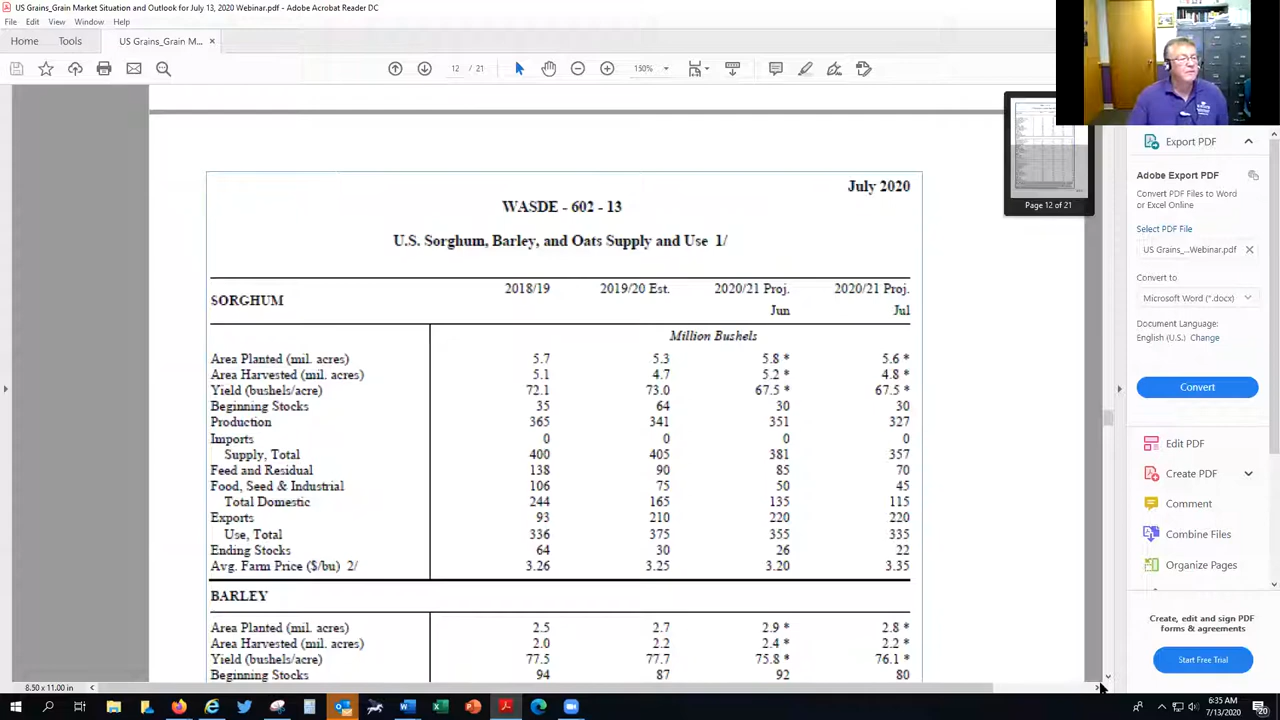 US Grains_Grain Market Situation and Outlook for July 13, 2020 Webinar.pdf - Adobe Acrobat Reader DC
File Edit View Window Help
Home Tools US Grains_Grain M... ×
12 / 150%
July 2020
WASDE - 602 - 13
U.S. Sorghum, Barley, and Oats Supply and Use 1/
SORGHUM 2018/19 2019/20 Est. 2020/21 Proj. 2020/21 Proj.
Jun Jul
Million Bushels
Area Planted (mil. acres) 5.7 5.3 5.8 * 5.6 *
Area Harvested (mil. acres) 5.1 4.7 5.2 * 4.8 *
Yield (bushels/acre) 72.1 73.0 67.5 * 67.5 *
Beginning Stocks 35 64 30 30
Production 365 341 351 327
Imports 0 0 0 0
Supply, Total 400 405 381 357
Feed and Residual 138 90 85 70
Food, Seed & Industrial 106 75 50 45
Total Domestic 244 165 135 115
Exports 93 210 220 220
Use, Total 336 375 355 335
Ending Stocks 64 30 26 22
Avg. Farm Price ($/bu) 2/ 3.26 3.25 3.20 3.35
BARLEY
Area Planted (mil. acres) 2.5 2.7 2.9 * 2.8 *
Area Harvested (mil. acres) 2.0 2.2 2.4 * 2.2 *
Yield (bushels/acre) 77.5 77.7 75.8 * 76.1 *
Beginning Stocks 94 87 92 80
Page 12 of 21
Export PDF
Adobe Export PDF
Convert PDF Files to Word
or Excel Online
Select PDF File
US Grains_...Webinar.pdf ×
Convert to
Microsoft Word (*.docx)
Document Language:
English (U.S.) Change
Convert
Edit PDF
Create PDF
Comment
Combine Files
Organize Pages
Create, edit and sign PDF
forms & agreements
Start Free Trial
8.50 x 11.00 in
6:35 AM
7/13/2020
20